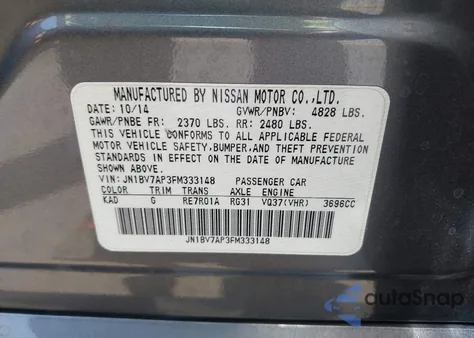 MANUFACTURED BY NISSAN MOTOR CO.,LTD.
DATE: 10/14 GVWR/PNBV: 4828 LBS.
GAWR/PNBE FR: 2370 LBS. RR: 2480 LBS.
THIS VEHICLE CONFORMS TO ALL APPLICABLE FEDERAL
MOTOR VEHICLE SAFETY,BUMPER,AND THEFT PREVENTION
STANDARDS IN EFFECT ON THE DATE OF MANUFACTURE
SHOWN ABOVE.
VIN: JN1BV7AP3FM333148 PASSENGER CAR
COLOR TRIM TRANS AXLE ENGINE
KAD G RE7R01A RG31 VQ37(VHR) 3696CC
JN1BV7AP3FM333148
autoSnap